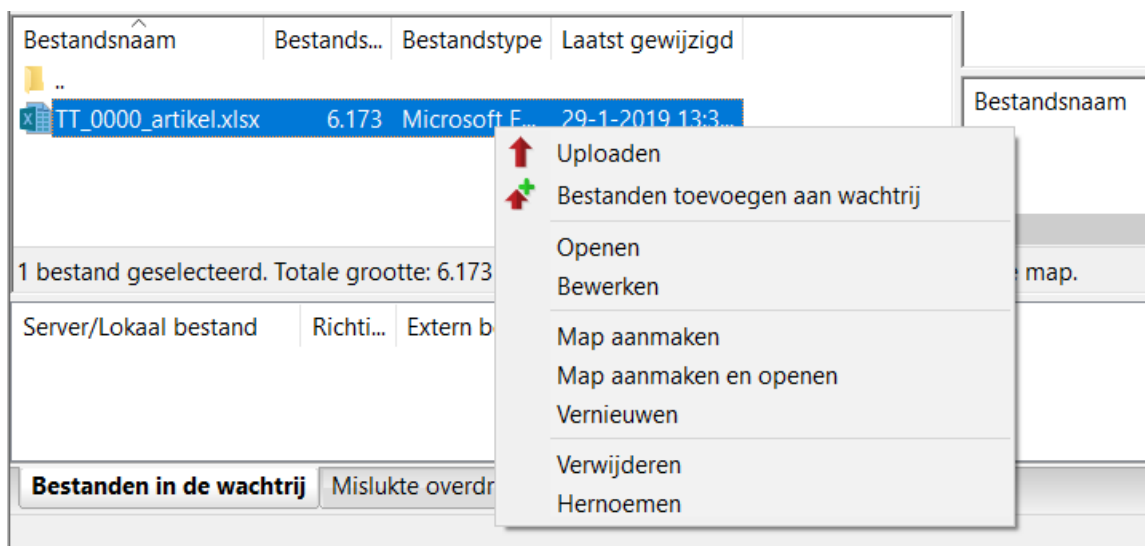 Bestandsnaam Bestands... Bestandstype Laatst gewijzigd
..
TT_0000_artikel.xlsx 6.173 Microsoft E... 29-1-2019 13:3...
Bestandsnaam
Uploaden
Bestanden toevoegen aan wachtrij
Openen
1 bestand geselecteerd. Totale grootte: 6.173
map.
Bewerken
Server/Lokaal bestand Richti... Extern b
Map aanmaken
Map aanmaken en openen
Vernieuwen
Verwijderen
Bestanden in de wachtrij Mislukte overdr
Hernoemen